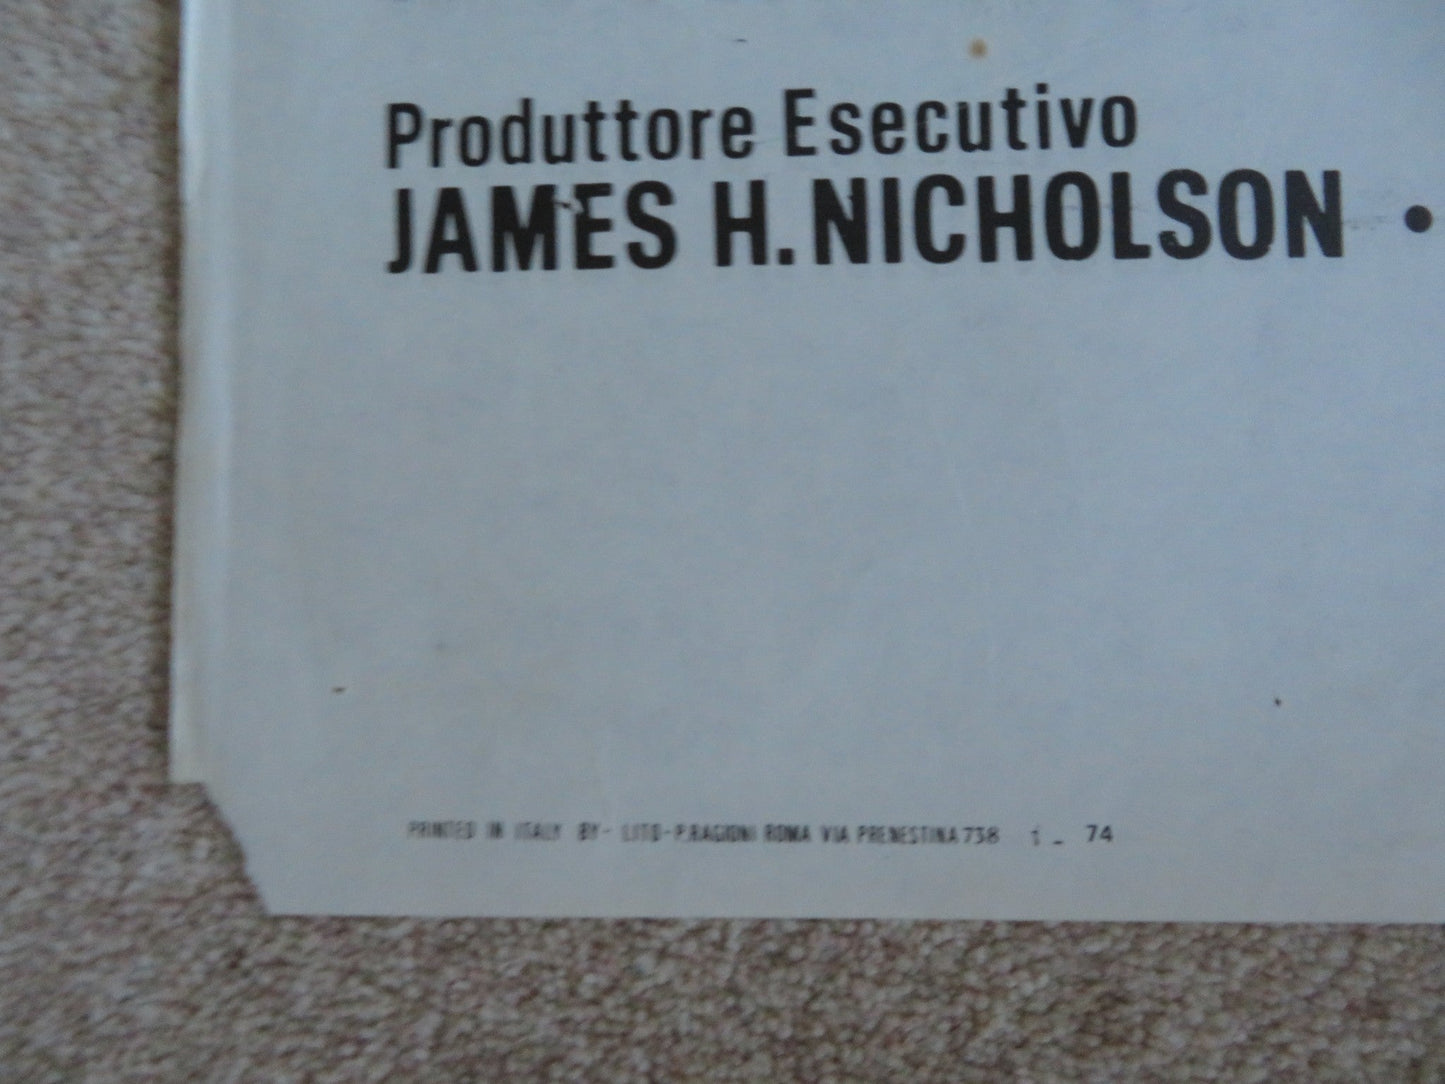 Produttore Esecutivo
JAMES H. NICHOLSON •
PRINTED IN ITALY BY- LITO-P.RAGIONI ROMA VIA PRENESTINA 738 1 _ 74